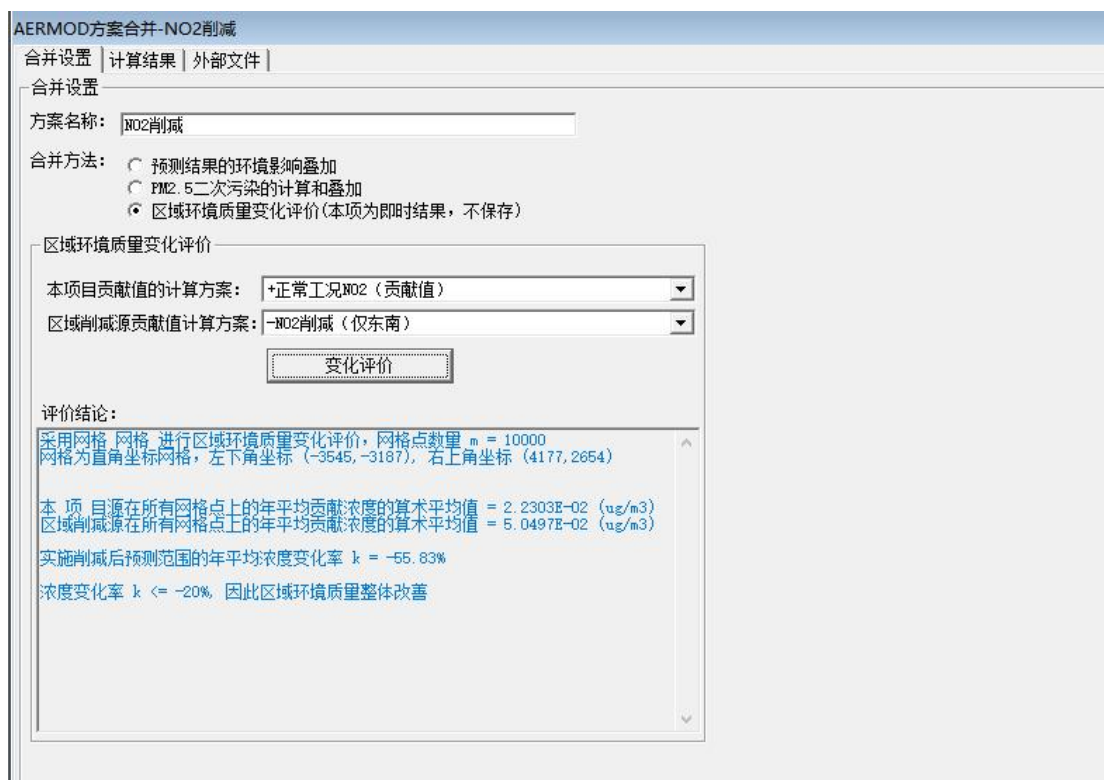 AERMOD方案合并-NO2削减
合并设置 计算结果 外部文件
合并设置
方案名称: NO2削减
合并方法: 预测结果的环境影响叠加
PM2.5二次污染的计算和叠加
区域环境质量变化评价(本项为即时结果,不保存)
区域环境质量变化评价
本项目贡献值的计算方案: +正常工况NO2(贡献值)
区域削减源贡献值计算方案: -NO2削减(仅东南)
变化评价
评价结论:
采用网格 网格 进行区域环境质量变化评价, 网格点数量 m = 10000
网格为直角坐标网格, 左下角坐标 (-3545,-3187), 右上角坐标 (4177,2654)
本 项 目源在所有网格点上的年平均贡献浓度的算术平均值 = 2.2303E-02 (ug/m3)
区域削减源在所有网格点上的年平均贡献浓度的算术平均值 = 5.0497E-02 (ug/m3)
实施削减后预测范围的年平均浓度变化率 k = -55.83%
浓度变化率 k <= -20%, 因此区域环境质量整体改善